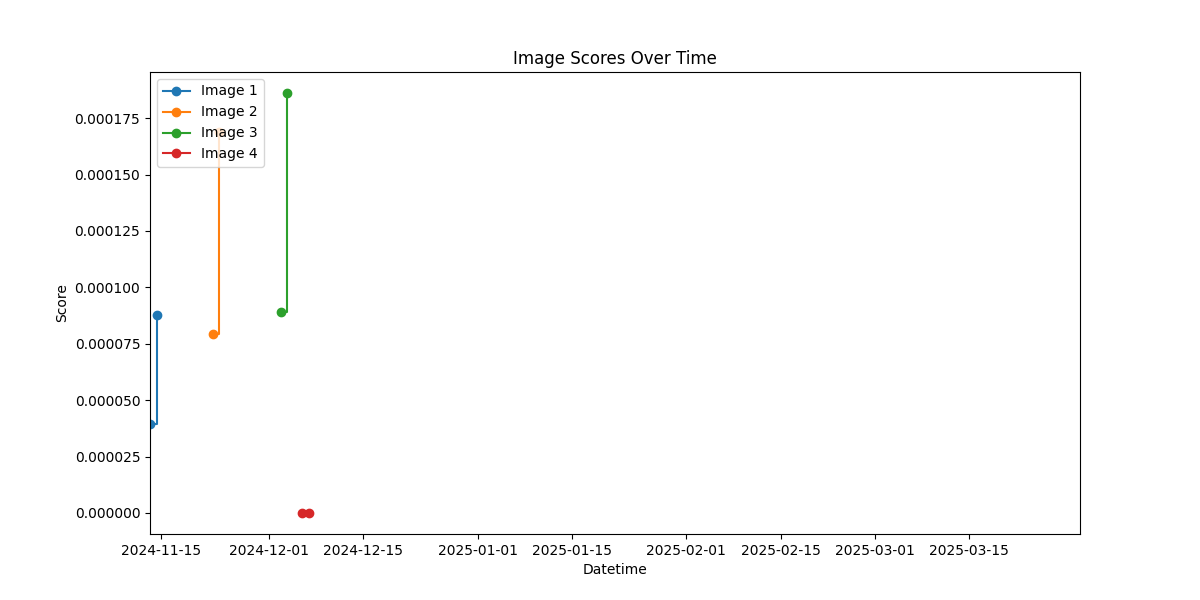 Image Scores Over Time
Image 1
Image 2
Image 3
Image 4
0.000175
0.000150
0.000125
0.000100
0.000075
0.000050
0.000025
0.000000
Score
2024-11-15 2024-12-01 2024-12-15 2025-01-01 2025-01-15 2025-02-01 2025-02-15 2025-03-01 2025-03-15
Datetime